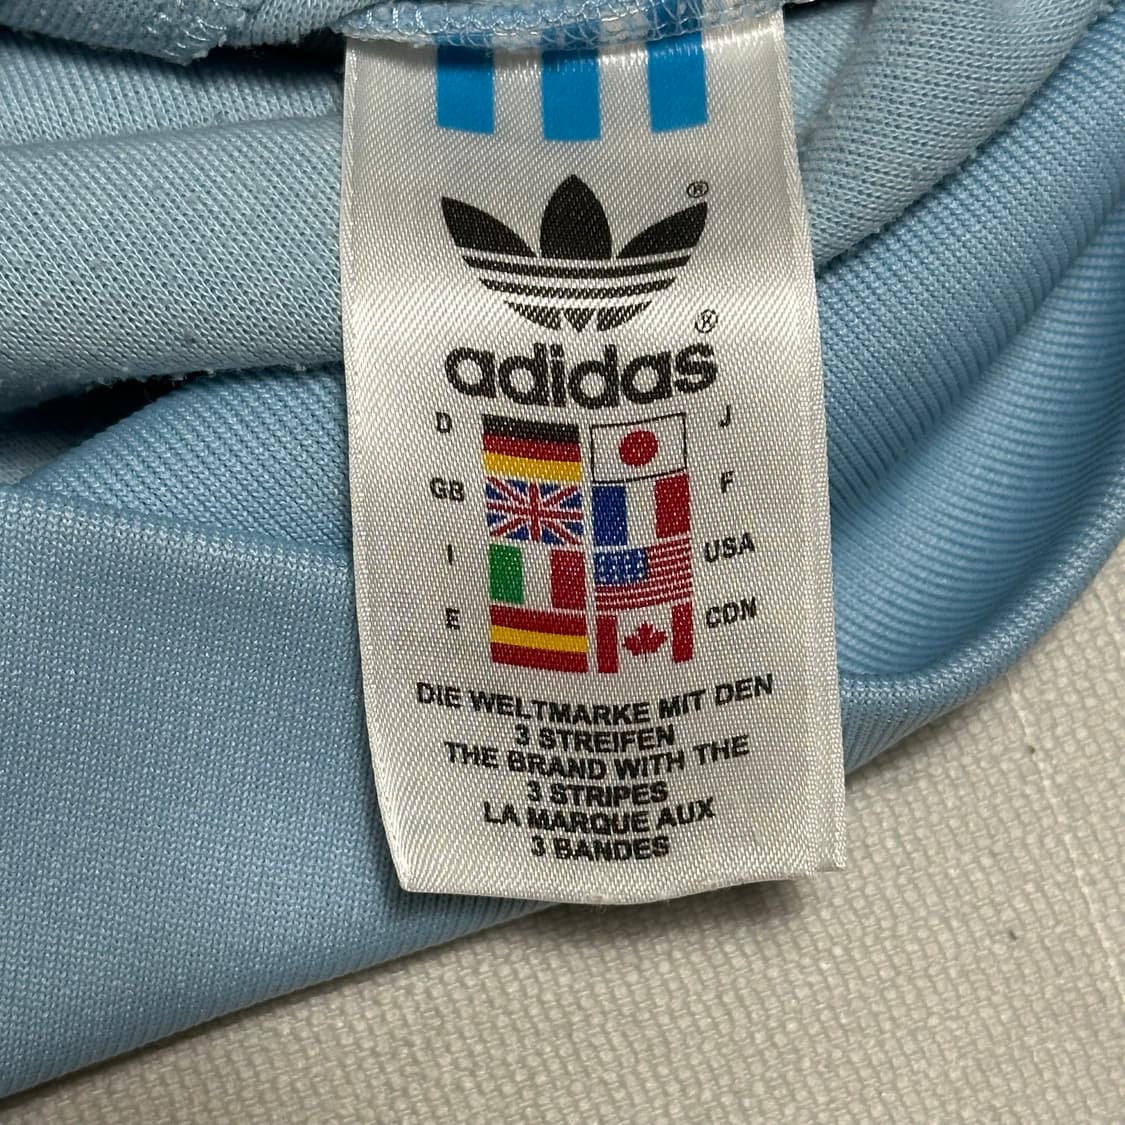 ®
®
adidas
D J
GB F
I USA
E CDN
DIE WELTMARKE MIT DEN
3 STREIFEN
THE BRAND WITH THE
3 STRIPES
LA MARQUE AUX
3 BANDES